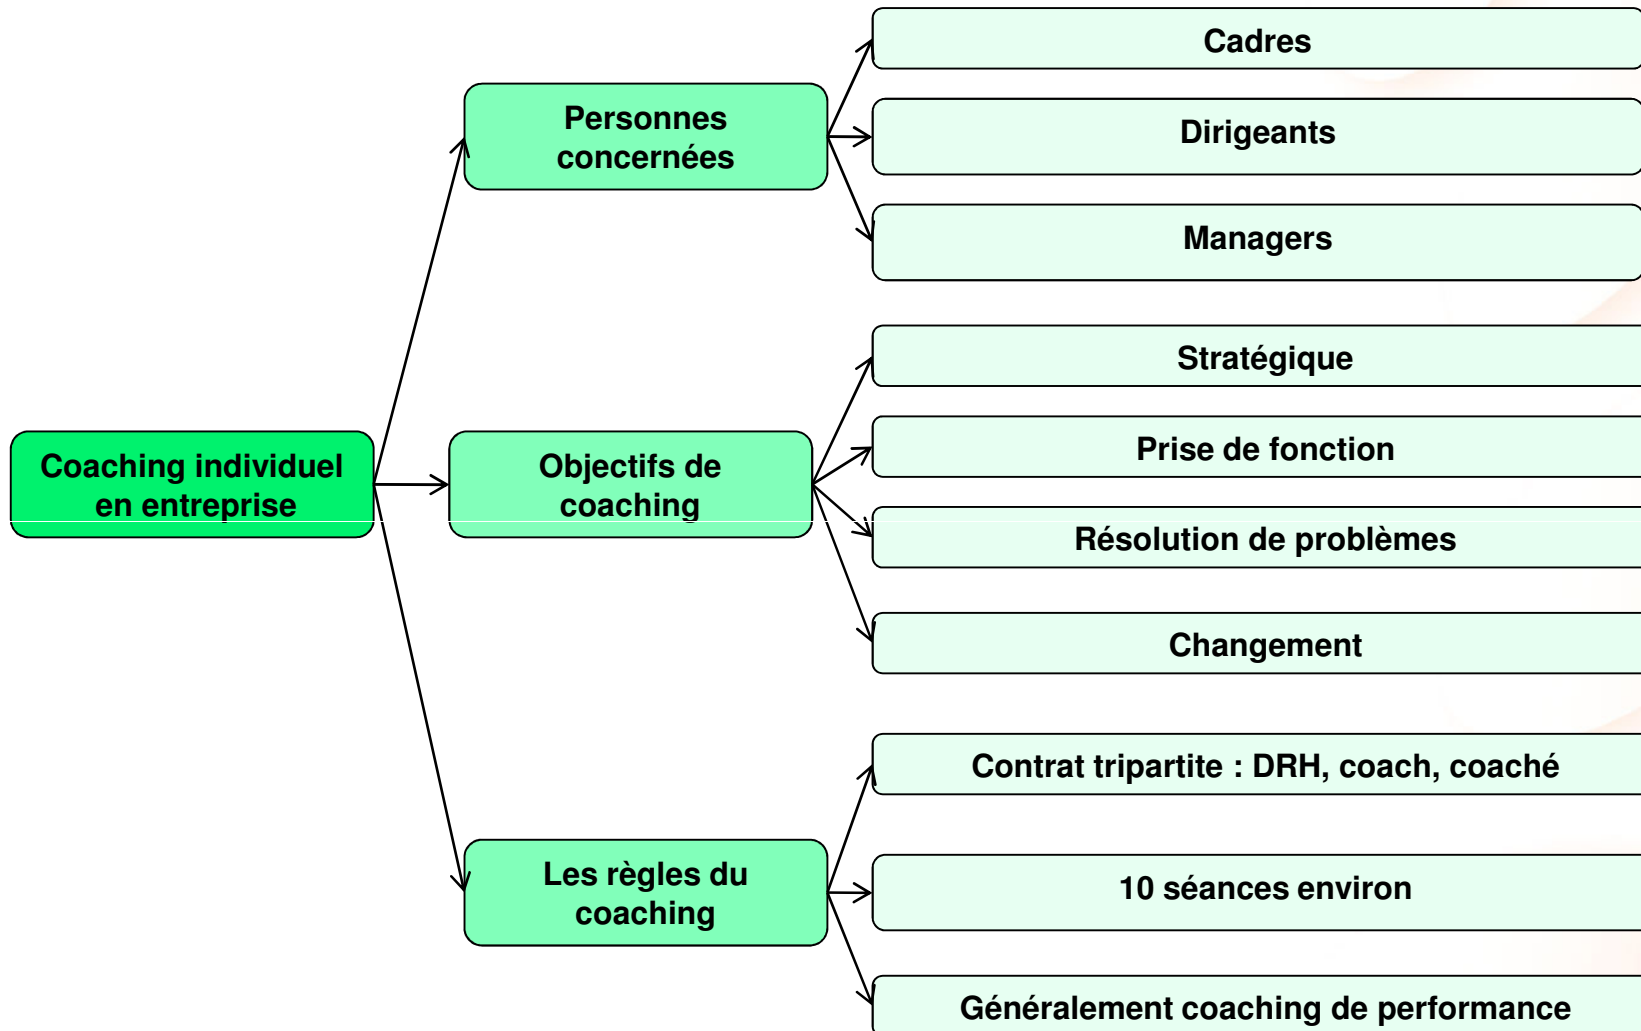 Coaching individuel
en entreprise
Personnes
concernées
Cadres
Dirigeants
Managers
Objectifs de
coaching
Stratégique
Prise de fonction
Résolution de problèmes
Changement
Les règles du
coaching
Contrat tripartite : DRH, coach, coaché
10 séances environ
Généralement coaching de performance